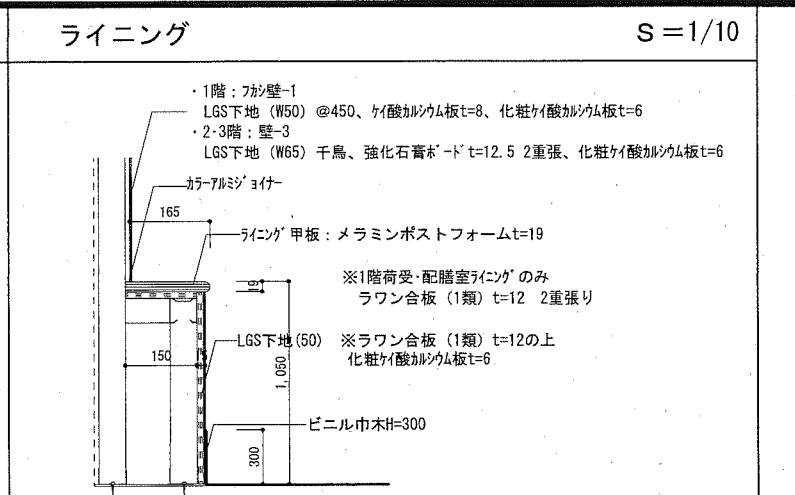 ライニング
S=1/10
・1階：フカシ壁-1
LGS下地（W50）@450、ケイ酸カルシウム板t=8、化粧ケイ酸カルシウム板t=6
・2-3階：壁-3
LGS下地（W65）千鳥、強化石膏ボードt=12.5 2重張、化粧ケイ酸カルシウム板t=6
カラーアルミジョイナー
165
ライニング甲板：メラミンポストフォームt=19
19
※1階荷受・配膳室ライニングのみ
ラワン合板（1類）t=12 2重張り
LGS下地(50) ※ラワン合板（1類）t=12の上
化粧ケイ酸カルシウム板t=6
150
1,050
ビニル巾木H=300
300